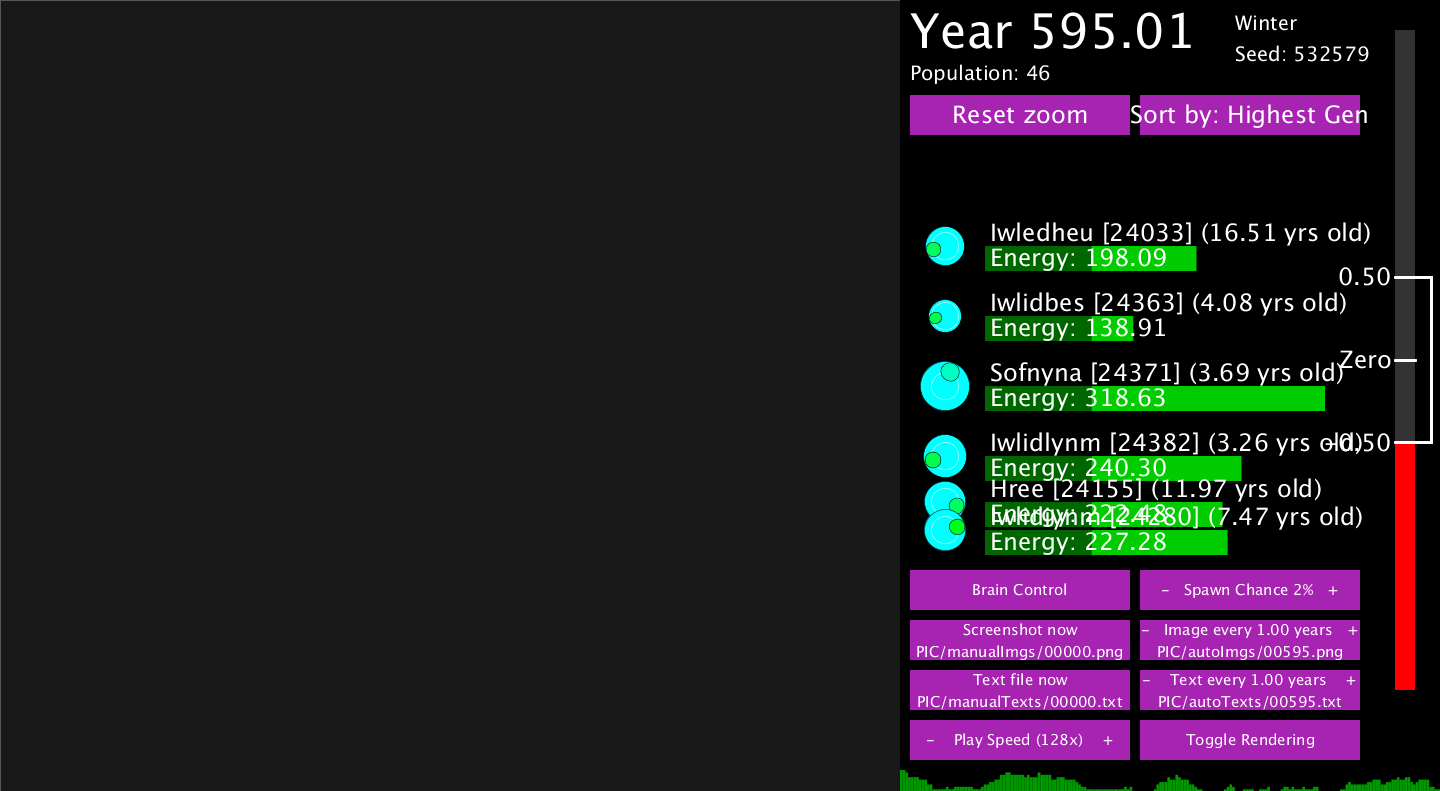 Year 595.01
Winter
Seed: 532579
Population: 46
Reset zoom
Sort by: Highest Gen
Iwledheu [24033] (16.51 yrs old)
Energy: 198.09
0.50
Iwlidbes [24363] (4.08 yrs old)
Energy: 138.91
Zero
Sofnyna [24371] (3.69 yrs old)
Energy: 318.63
Iwlidlynm [24382] (3.26 yrs old)
-0.50
Energy: 240.30
Hree [24155] (11.97 yrs old)
Energy: 222.48
[24280] (7.47 yrs old)
Energy: 227.28
Brain Control
- Spawn Chance 2% +
Screenshot now
PIC/manualImgs/00000.png
- Image every 1.00 years +
PIC/autoImgs/00595.png
Text file now
PIC/manualTexts/00000.txt
- Text every 1.00 years +
PIC/autoTexts/00595.txt
- Play Speed (128x) +
Toggle Rendering